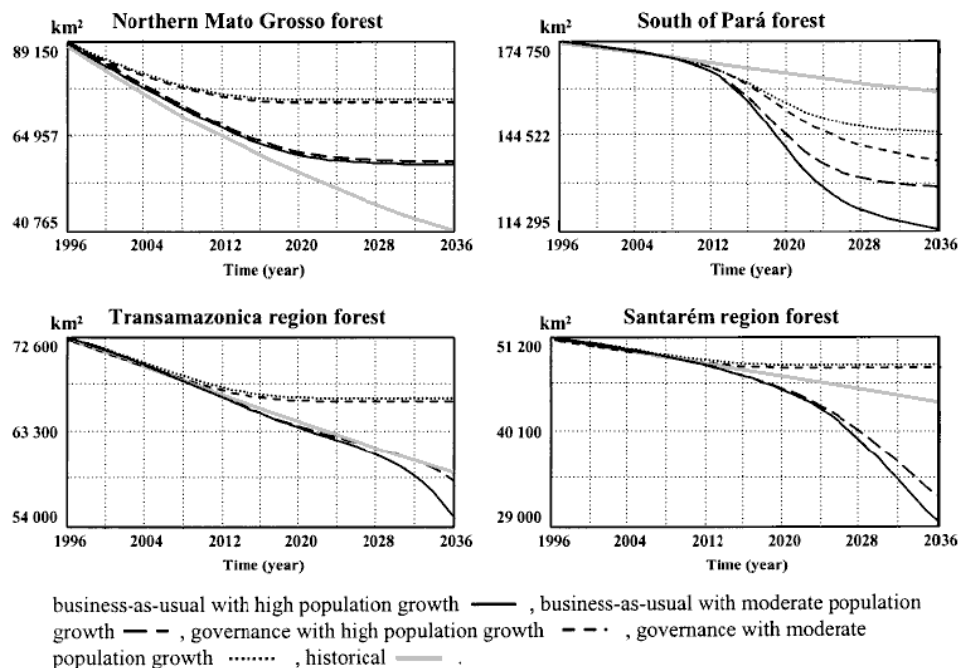 Northern Mato Grosso forest
km²
89 150
64 957
40 765
1996 2004 2012 2020 2028 2036
Time (year)
South of Pará forest
km²
174 750
144 522
114 295
1996 2004 2012 2020 2028 2036
Time (year)
Transamazonica region forest
km²
72 600
63 300
54 000
1996 2004 2012 2020 2028 2036
Time (year)
Santarém region forest
km²
51 200
40 100
29 000
1996 2004 2012 2020 2028 2036
Time (year)
business-as-usual with high population growth , business-as-usual with moderate population
growth , governance with high population growth , governance with moderate
population growth , historical .